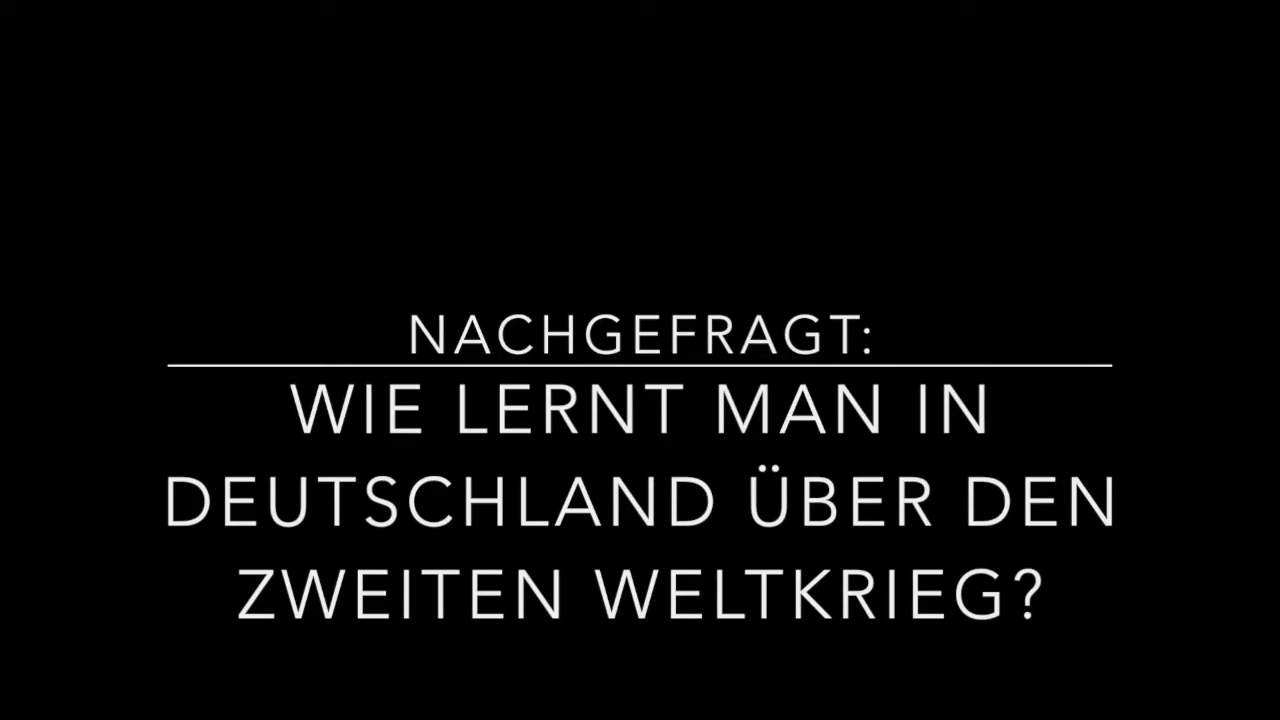 NACHGEFRAGT:
WIE LERNT MAN IN
DEUTSCHLAND ÜBER DEN
ZWEITEN WELTKRIEG?